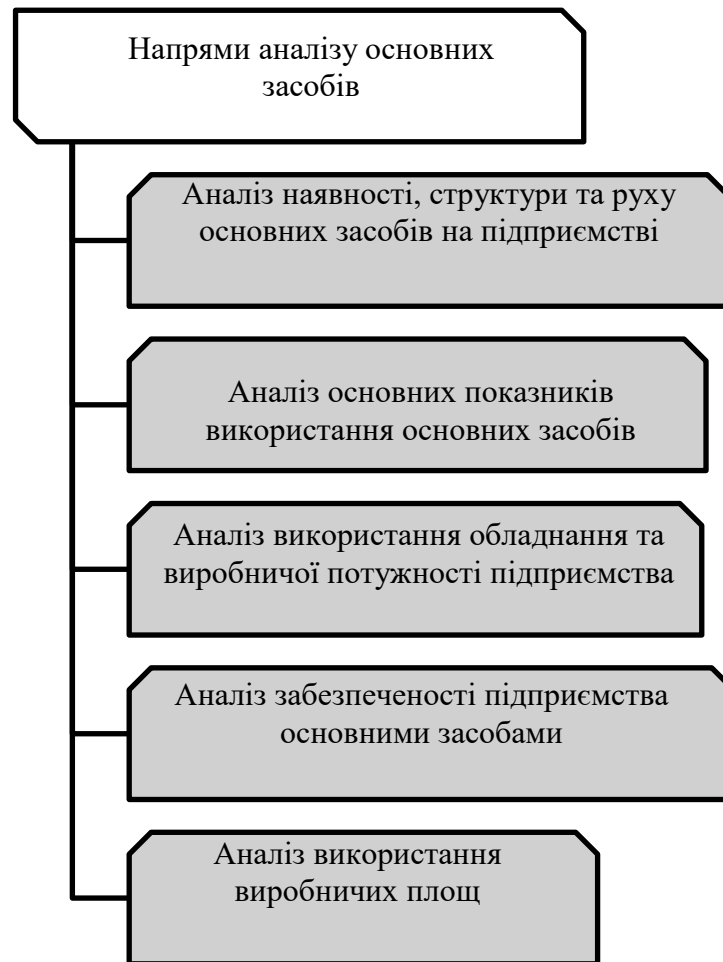 Напрями аналізу основних
засобів
Аналіз наявності, структури та руху
основних засобів на підприємстві
Аналіз основних показників
використання основних засобів
Аналіз використання обладнання та
виробничої потужності підприємства
Аналіз забезпеченості підприємства
основними засобами
Аналіз використання
виробничих площ